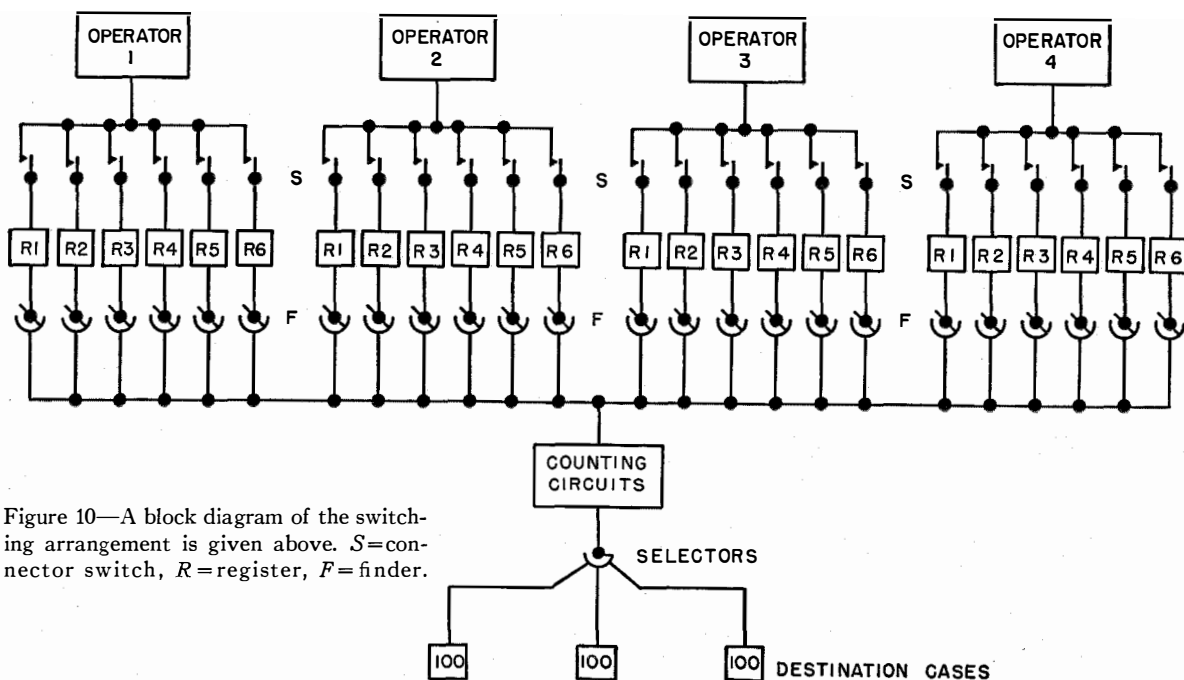 OPERATOR
1
OPERATOR
2
OPERATOR
3
OPERATOR
4
S
S
S
R1 R2 R3 R4 R5 R6
R1 R2 R3 R4 R5 R6
R1 R2 R3 R4 R5 R6
R1 R2 R3 R4 R5 R6
F
F
F
COUNTING
CIRCUITS
Figure 10—A block diagram of the switch-
ing arrangement is given above. S=con-
nector switch, R=register, F=finder.
SELECTORS
100
100
100
DESTINATION CASES